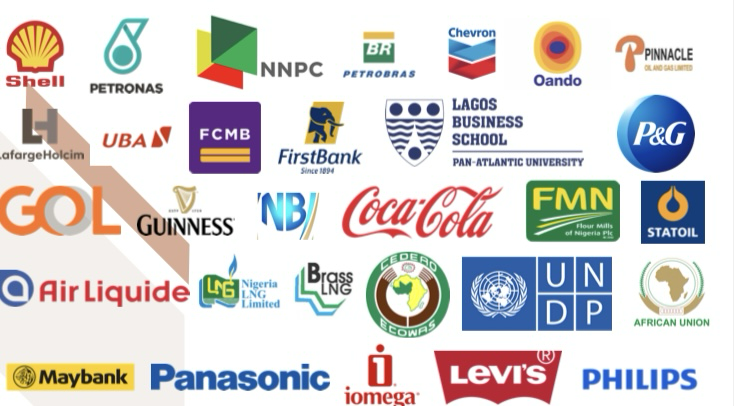 Shell
PETRONAS
NNPC
BR
PETROBRAS
Chevron
Oando
PINNACLE
OIL AND GAS LIMITED
LafargeHolcim
UBA
FCMB
FirstBank
Since 1894
LAGOS
BUSINESS
SCHOOL
PAN-ATLANTIC UNIVERSITY
P&G
GOL
GUINNESS
NB
Coca-Cola
FMN
Flour Mills
of Nigeria Plc
STATOIL
Air Liquide
LNG
Nigeria
LNG
Limited
Brass
LNG
CEDEAO
ECOWAS
U N
D P
AFRICAN UNION
Maybank
Panasonic
iomega
LEVI'S®
PHILIPS